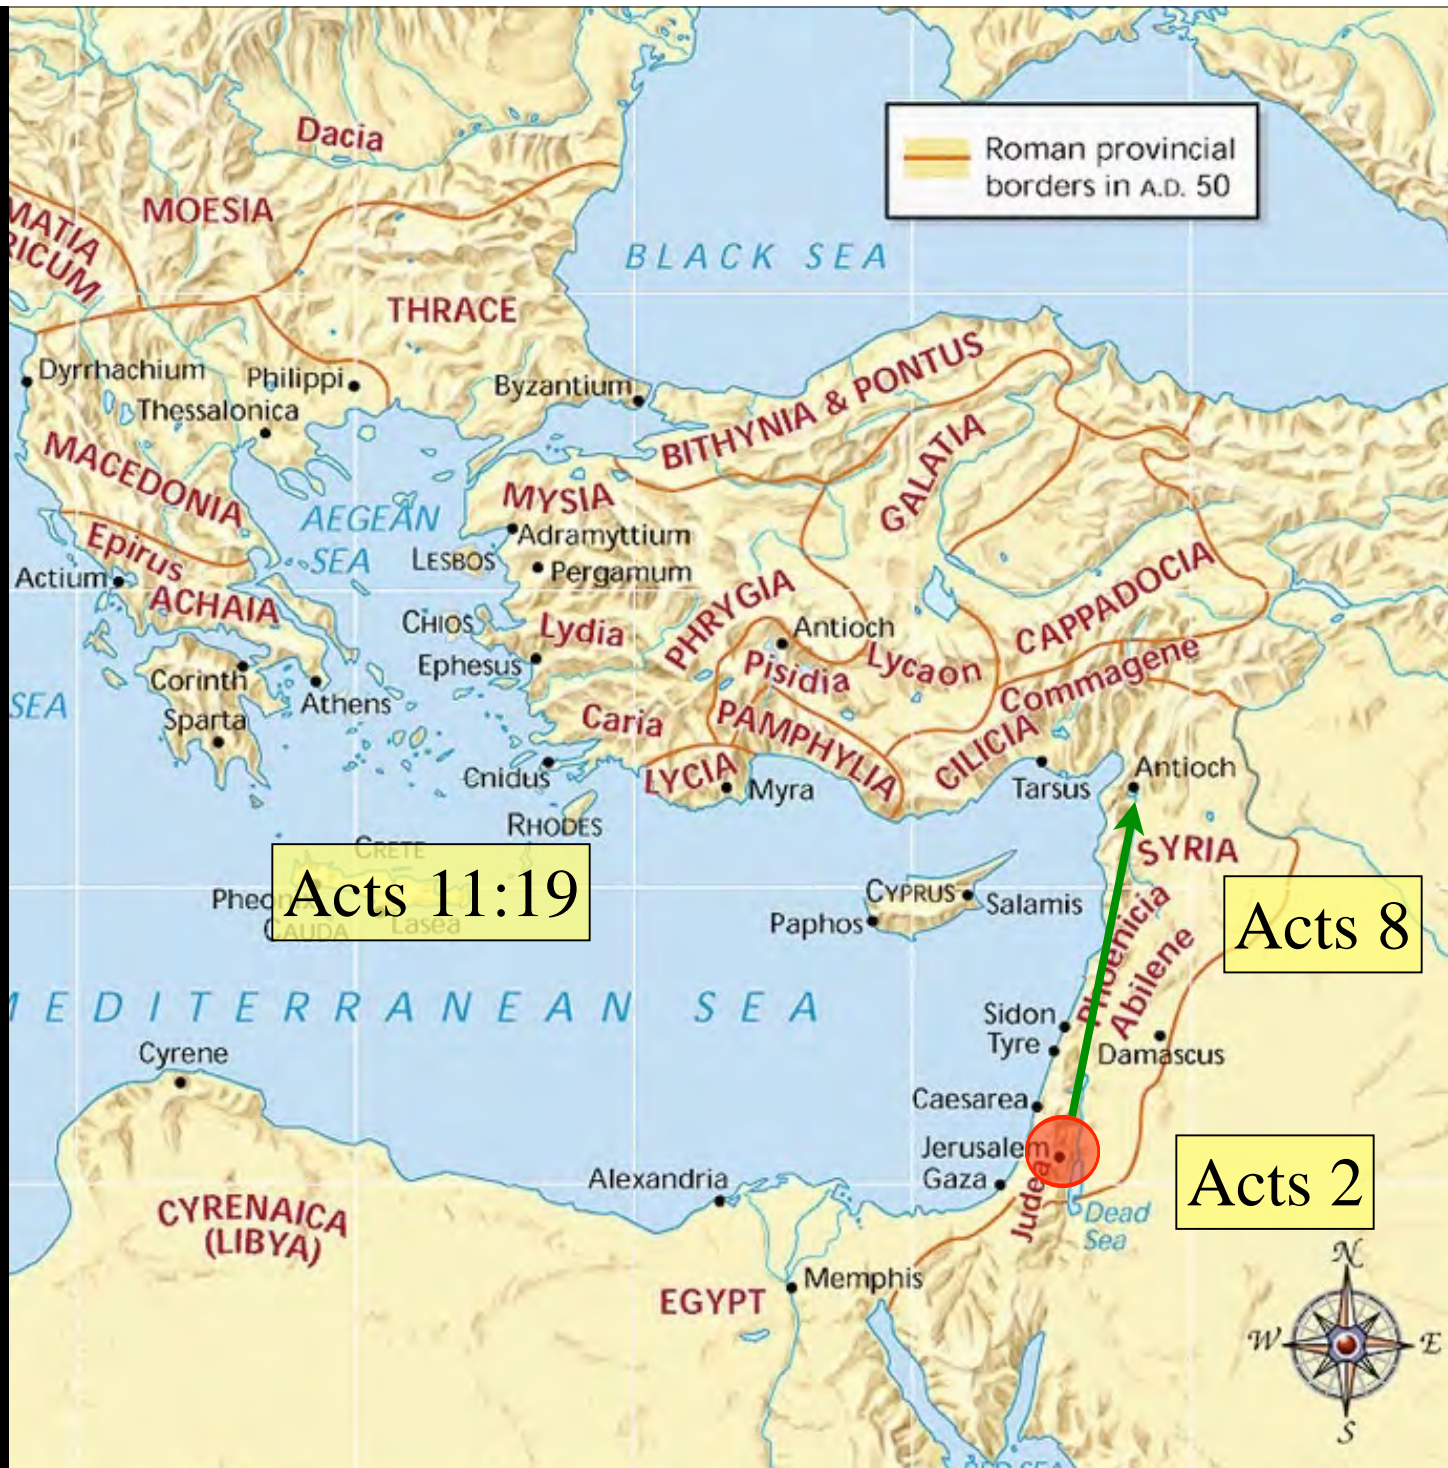 Dacia
Roman provincial
borders in A.D. 50
MOESIA
MATIA
RICUM
BLACK SEA
THRACE
Dyrrhachium
Philippi
Byzantium
Thessalonica
BITHYNIA & PONTUS
MACEDONIA
GALATIA
MYSIA
AEGEAN
SEA
Adramyttium
LESBOS
Pergamum
Epirus
Actium
ACHAIA
PHRYGIA
CAPPADOCIA
CHIOS
Lydia
Antioch
Ephesus
Pisidia
Lycaon
Commagene
Corinth
Athens
SEA
Sparta
Caria
PAMPHYLIA
CILICIA
Cnidus
LYCIA
Myra
Tarsus
Antioch
RHODES
CRETE
SYRIA
Pheonix
Acts 11:19
CAUDA
Lasea
CYPRUS
Salamis
Paphos
Phoenicia
Abilene
Acts 8
MEDITERRANEAN SEA
Sidon
Tyre
Damascus
Cyrene
Caesarea
Jerusalem
Gaza
Judea
Alexandria
Acts 2
CYRENAICA
(LIBYA)
Dead
Sea
N
Memphis
EGYPT
W
E
S
RED SEA